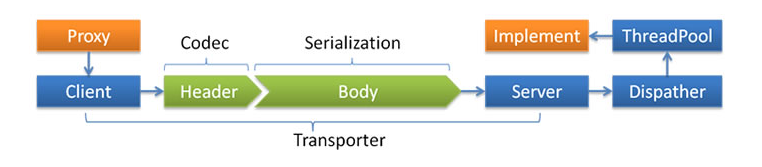 Proxy
Codec
Serialization
Implement
ThreadPool
Client
Header
Body
Server
Dispather
Transporter